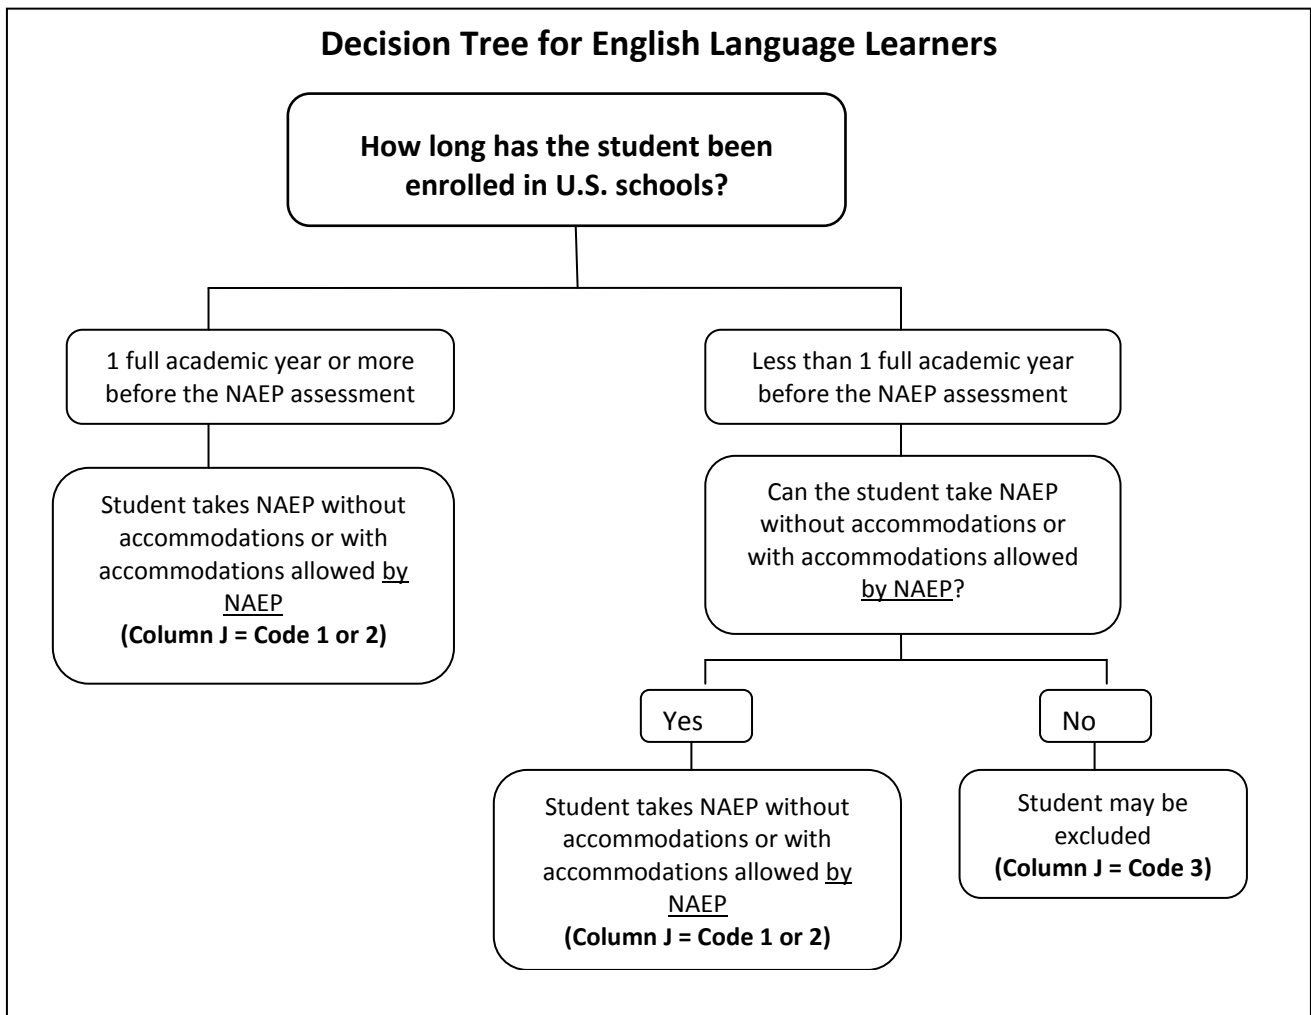 Decision Tree for English Language Learners
How long has the student been
enrolled in U.S. schools?
1 full academic year or more
before the NAEP assessment
Less than 1 full academic year
before the NAEP assessment
Student takes NAEP without
accommodations or with
accommodations allowed by
NAEP
(Column J = Code 1 or 2)
Can the student take NAEP
without accommodations or
with accommodations allowed
by NAEP?
Yes
No
Student takes NAEP without
accommodations or with
accommodations allowed by
NAEP
(Column J = Code 1 or 2)
Student may be
excluded
(Column J = Code 3)